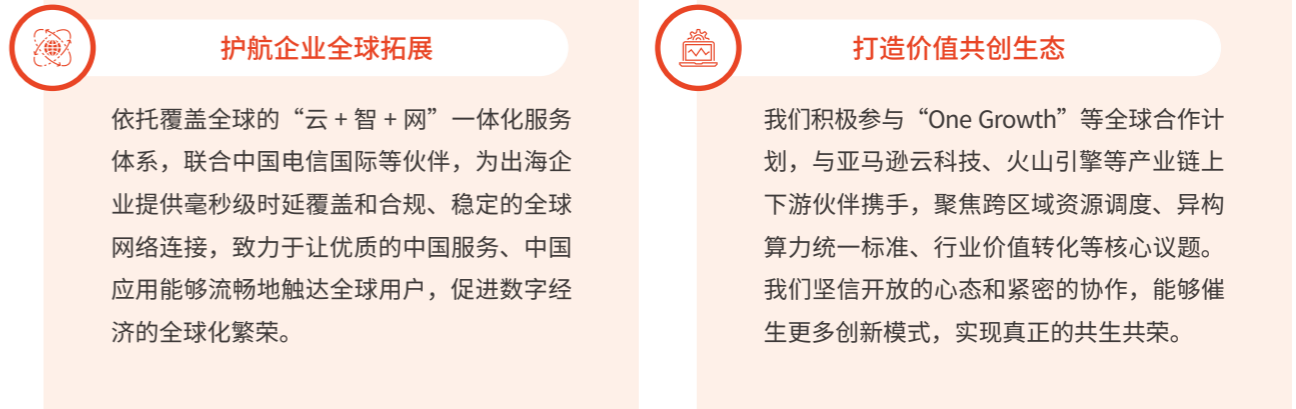 护航企业全球拓展
依托覆盖全球的“云 + 智 + 网”一体化服务
体系，联合中国电信国际等伙伴，为出海企
业提供毫秒级时延覆盖和合规、稳定的全球
网络连接，致力于让优质的中国服务、中国
应用能够流畅地触达全球用户，促进数字经
济的全球化繁荣。
打造价值共创生态
我们积极参与“One Growth”等全球合作计
划，与亚马逊云科技、火山引擎等产业链上
下游伙伴携手，聚焦跨区域资源调度、异构
算力统一标准、行业价值转化等核心议题。
我们坚信开放的心态和紧密的协作，能够催
生更多创新模式，实现真正的共生共荣。